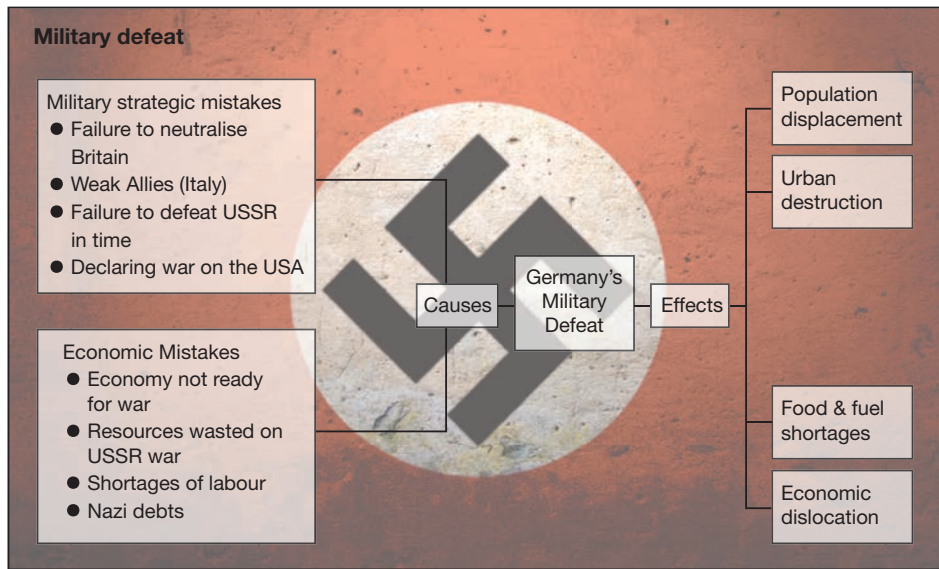 Military defeat
Military strategic mistakes
● Failure to neutralise
Britain
● Weak Allies (Italy)
● Failure to defeat USSR
in time
● Declaring war on the USA
Economic Mistakes
● Economy not ready
for war
● Resources wasted on
USSR war
● Shortages of labour
● Nazi debts
Causes
Germany’s
Military
Defeat
Effects
Population
displacement
Urban
destruction
Food & fuel
shortages
Economic
dislocation